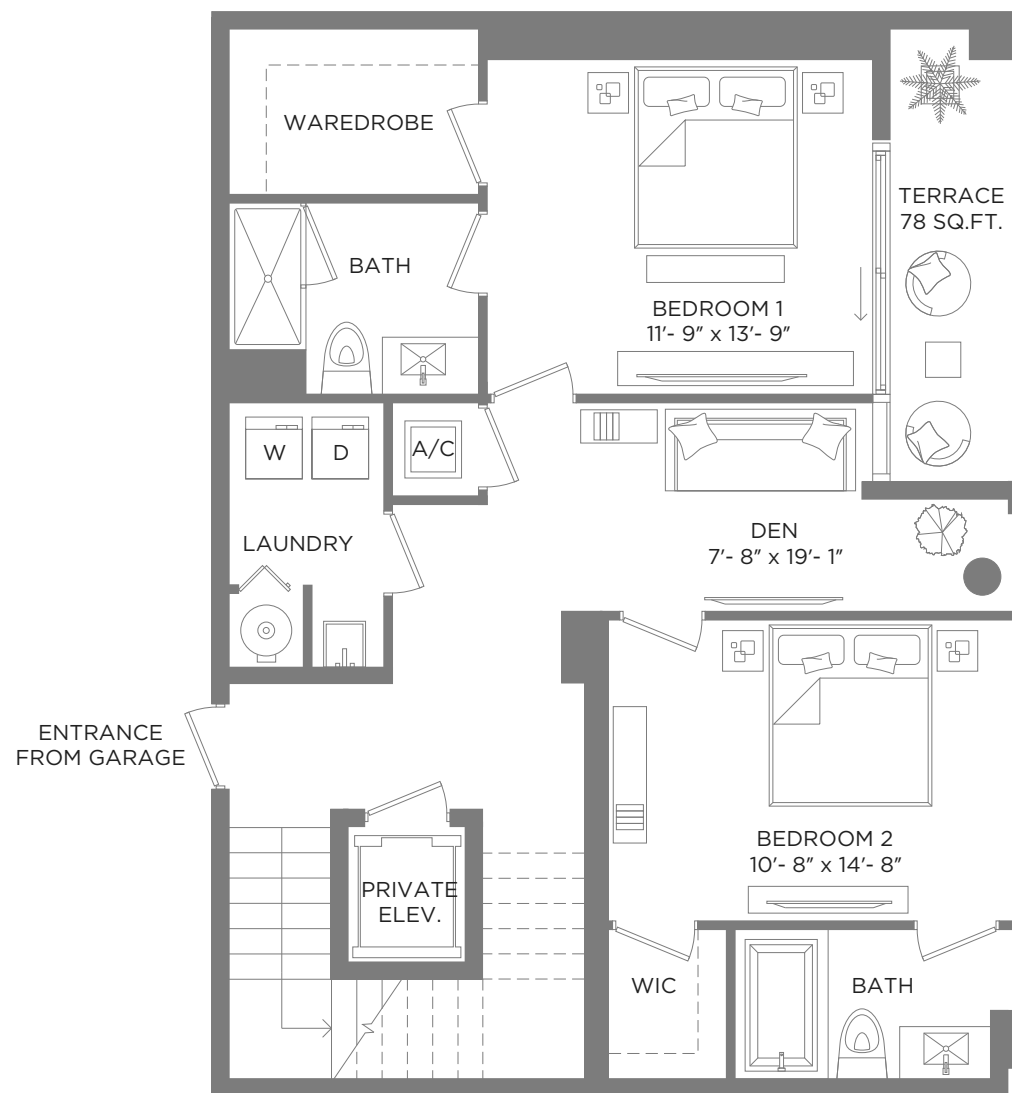 WAREDROBE
TERRACE
78 SQ.FT.
BATH
BEDROOM 1
11'- 9" x 13'- 9"
W
D
A/C
LAUNDRY
DEN
7'- 8" x 19'- 1"
ENTRANCE
FROM GARAGE
BEDROOM 2
10'- 8" x 14'- 8"
PRIVATE
ELEV.
WIC
BATH